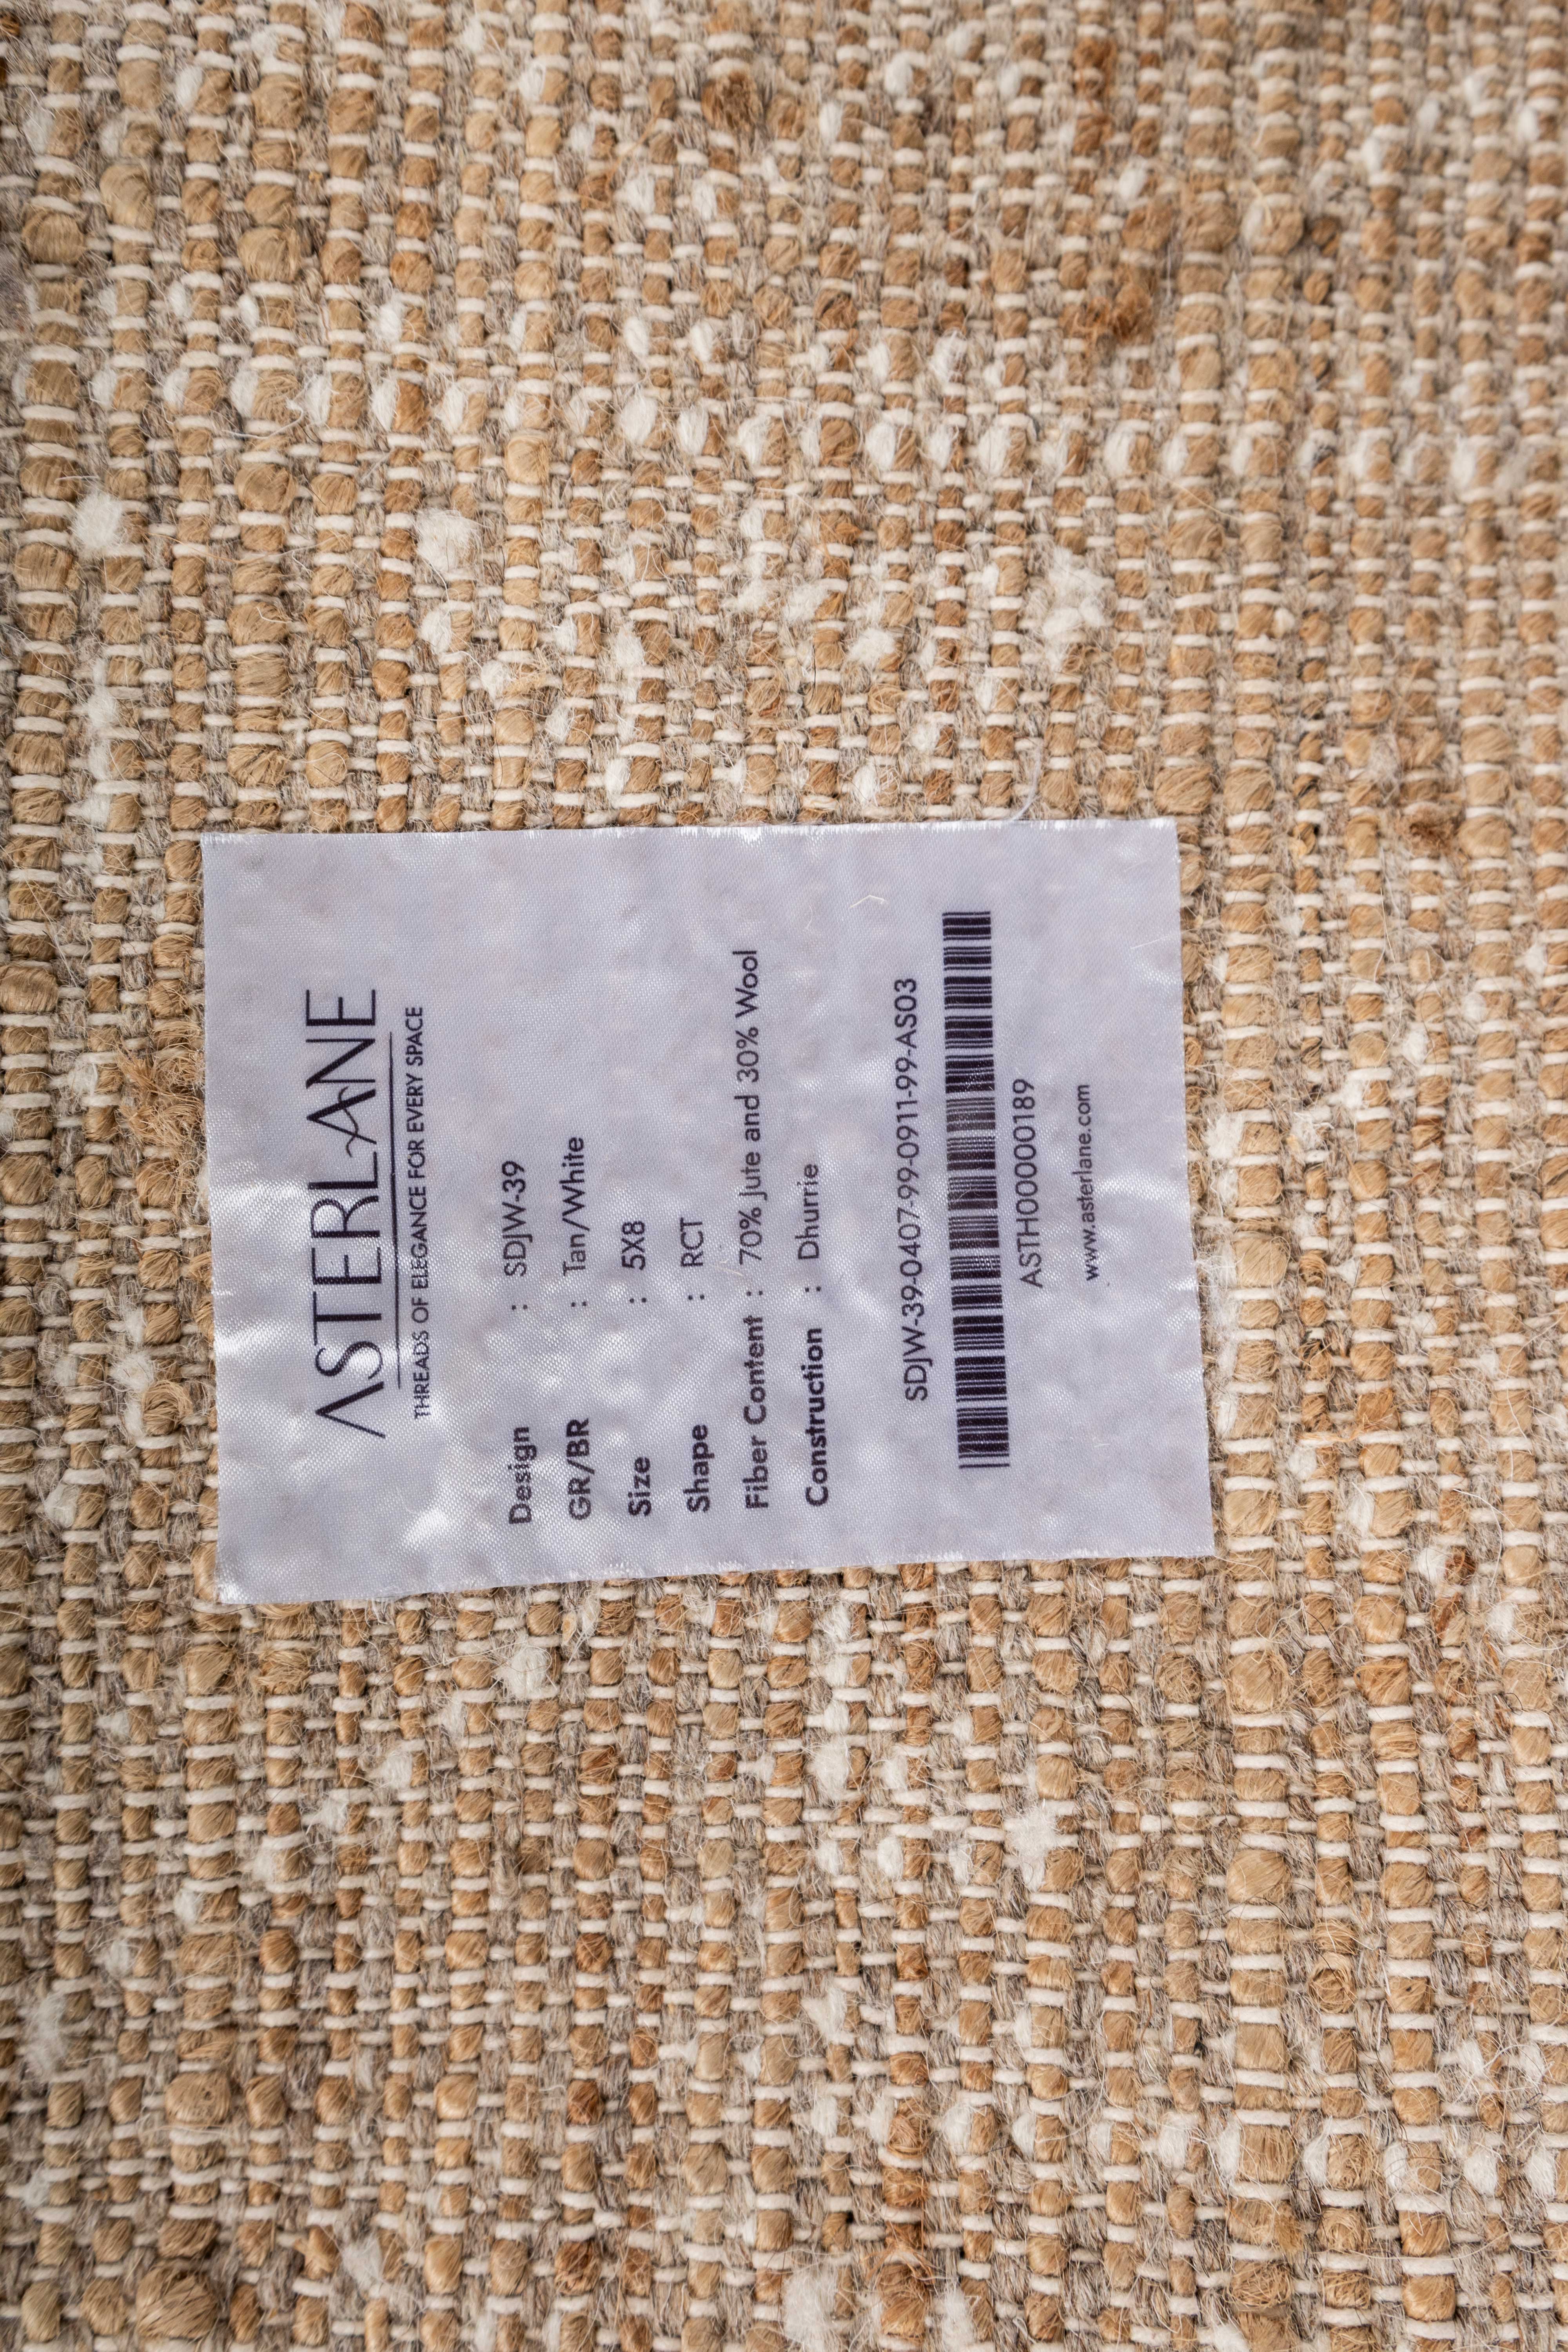 ASTERLANE
THREADS OF ELEGANCE FOR EVERY SPACE
Design : SDJW-39
GR/BR : Tan/White
Size : 5X8
Shape : RCT
Fiber Content : 70% Jute and 30% Wool
Construction : Dhurrie
SDJW-39-0407-99-0911-99-AS03
ASTH00000189
www.asterlane.com